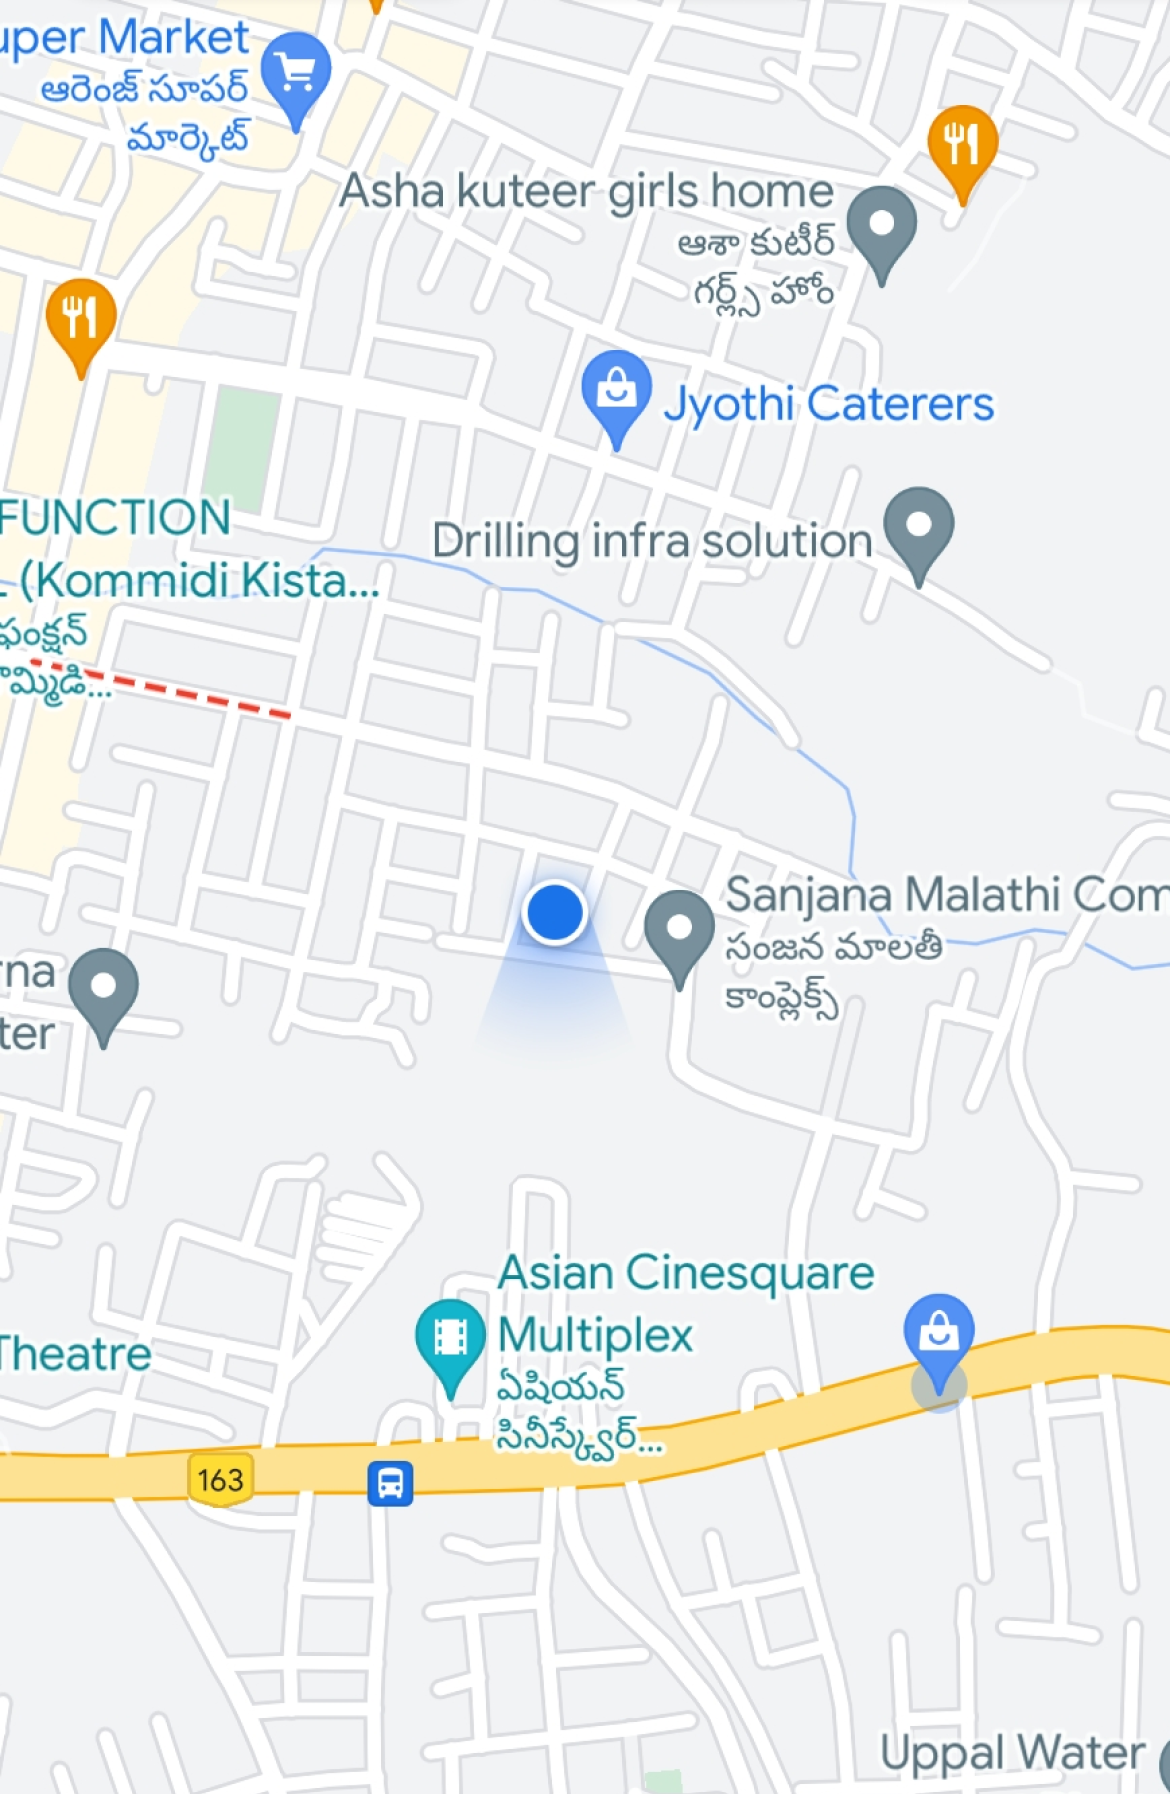 uper Market
ఆరెంజ్ సూపర్
మార్కెట్
Asha kuteer girls home
ఆశా కుటీర్
గర్ల్స్ హోం
Jyothi Caterers
FUNCTION
Drilling infra solution
(Kommidi Kista...
ఫంక్షన్
ొమ్మిడి...
Sanjana Malathi Com
సంజన మాలతీ
కాంప్లెక్స్
rna
ter
Asian Cinesquare
Multiplex
ఏషియన్
సినీస్క్వేర్...
Theatre
163
Uppal Water